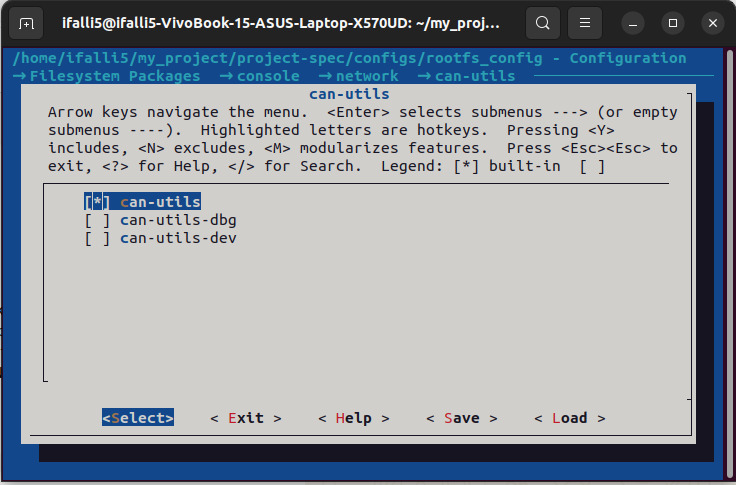 ifalli5@ifalli5-VivoBook-15-ASUS-Laptop-X570UD: ~/my_proj…
/home/ifalli5/my_project/project-spec/configs/rootfs_config - Configuration
→ Filesystem Packages → console → network → can-utils
can-utils
Arrow keys navigate the menu. <Enter> selects submenus ---> (or empty
submenus ----). Highlighted letters are hotkeys. Pressing <Y>
includes, <N> excludes, <M> modularizes features. Press <Esc><Esc> to
exit, <?> for Help, </> for Search. Legend: [*] built-in [ ]
[*] can-utils
[ ] can-utils-dbg
[ ] can-utils-dev
<Select> < Exit > < Help > < Save > < Load >